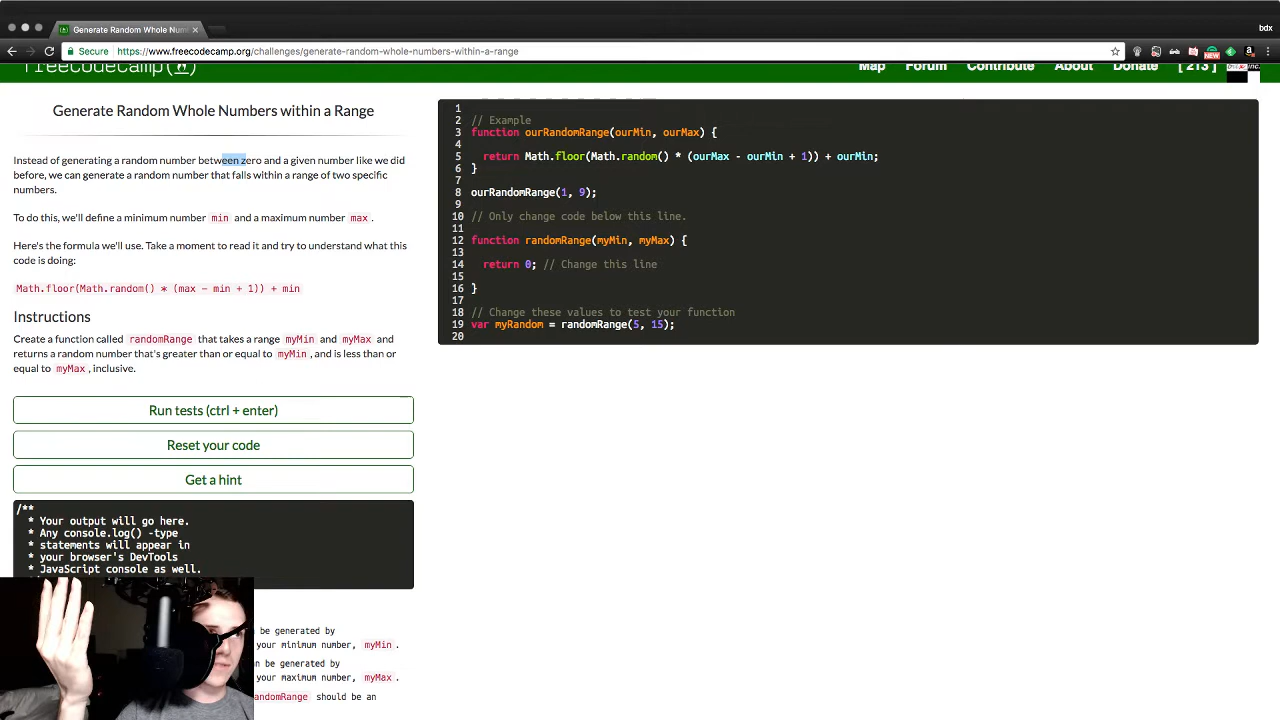 Generate Random Whole Num
bdx
Secure https://www.freecodecamp.org/challenges/generate-random-whole-numbers-within-a-range
freeCodeCamp Map Forum Contribute About Donate [ 213 ]
Generate Random Whole Numbers within a Range
Instead of generating a random number between zero and a given number like we did
before, we can generate a random number that falls within a range of two specific
numbers.
To do this, we'll define a minimum number min and a maximum number max .
Here's the formula we'll use. Take a moment to read it and try to understand what this
code is doing:
Math.floor(Math.random() * (max - min + 1)) + min
Instructions
Create a function called randomRange that takes a range myMin and myMax and
returns a random number that's greater than or equal to myMin , and is less than or
equal to myMax , inclusive.
Run tests (ctrl + enter)
Reset your code
Get a hint
/**
* Your output will go here.
* Any console.log() -type
* statements will appear in
* your browser's DevTools
* JavaScript console as well.
be generated by
your minimum number, myMin .
an be generated by
your maximum number, myMax .
andomRange should be an
1
2 // Example
3 function ourRandomRange(ourMin, ourMax) {
4
5 return Math.floor(Math.random() * (ourMax - ourMin + 1)) + ourMin;
6 }
7
8 ourRandomRange(1, 9);
9
10 // Only change code below this line.
11
12 function randomRange(myMin, myMax) {
13
14 return 0; // Change this line
15
16 }
17
18 // Change these values to test your function
19 var myRandom = randomRange(5, 15);
20